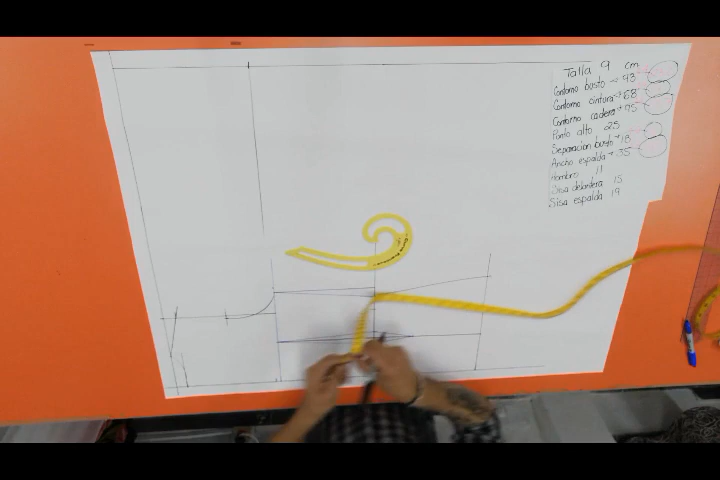 Talla 9 cm
Contorno busto → 93
Contorno cintura → 68
Contorno cadera → 95
Punto alto 25
Separacion busto → 18
Ancho espalda → 35
Hombro 11
Sisa delantera 15
Sisa espalda 19